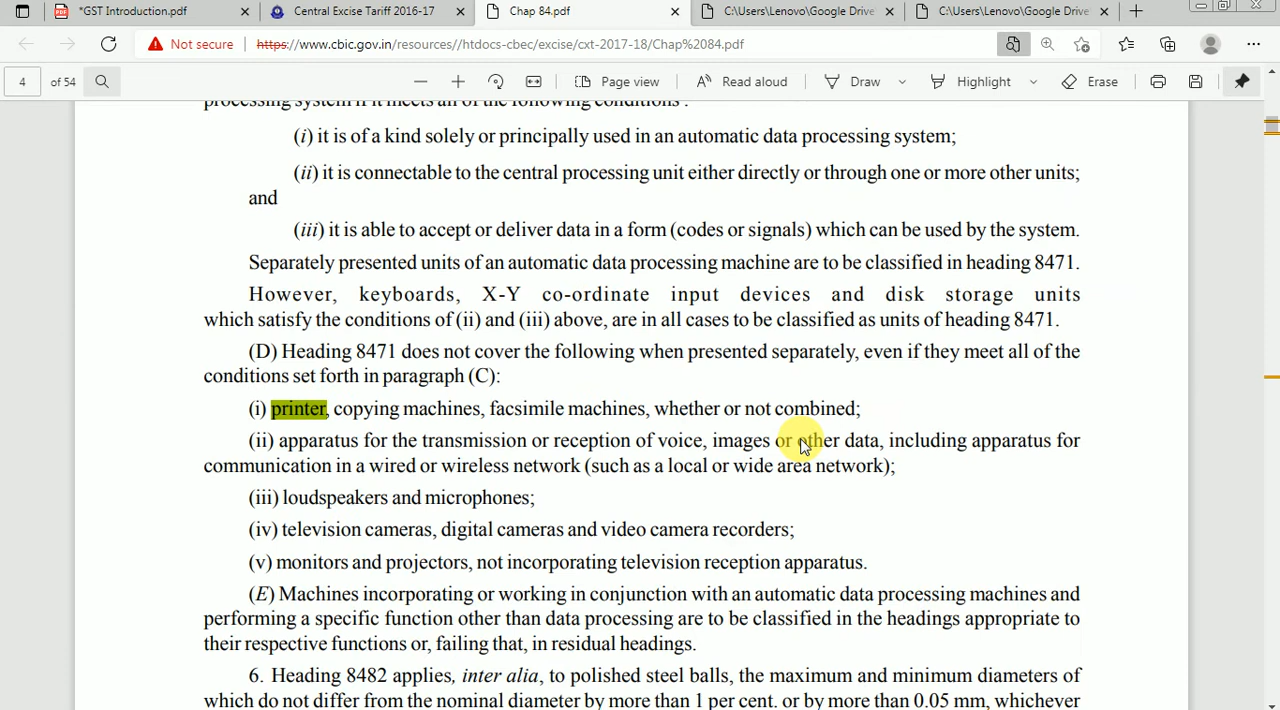 *GST Introduction.pdf
Central Excise Tariff 2016-17
Chap 84.pdf
C:\Users\Lenovo\Google Drive
C:\Users\Lenovo\Google Drive
Not secure
https://www.cbic.gov.in/resources//htdocs-cbec/excise/cxt-2017-18/Chap%2084.pdf
4 of 54
Page view
Read aloud
Draw
Highlight
Erase
processing system if it meets all of the following conditions :
(i) it is of a kind solely or principally used in an automatic data processing system;
(ii) it is connectable to the central processing unit either directly or through one or more other units;
and
(iii) it is able to accept or deliver data in a form (codes or signals) which can be used by the system.
Separately presented units of an automatic data processing machine are to be classified in heading 8471.
However, keyboards, X-Y co-ordinate input devices and disk storage units
which satisfy the conditions of (ii) and (iii) above, are in all cases to be classified as units of heading 8471.
(D) Heading 8471 does not cover the following when presented separately, even if they meet all of the
conditions set forth in paragraph (C):
(i) printer, copying machines, facsimile machines, whether or not combined;
(ii) apparatus for the transmission or reception of voice, images or other data, including apparatus for
communication in a wired or wireless network (such as a local or wide area network);
(iii) loudspeakers and microphones;
(iv) television cameras, digital cameras and video camera recorders;
(v) monitors and projectors, not incorporating television reception apparatus.
(E) Machines incorporating or working in conjunction with an automatic data processing machines and
performing a specific function other than data processing are to be classified in the headings appropriate to
their respective functions or, failing that, in residual headings.
6. Heading 8482 applies, inter alia, to polished steel balls, the maximum and minimum diameters of
which do not differ from the nominal diameter by more than 1 per cent. or by more than 0.05 mm, whichever